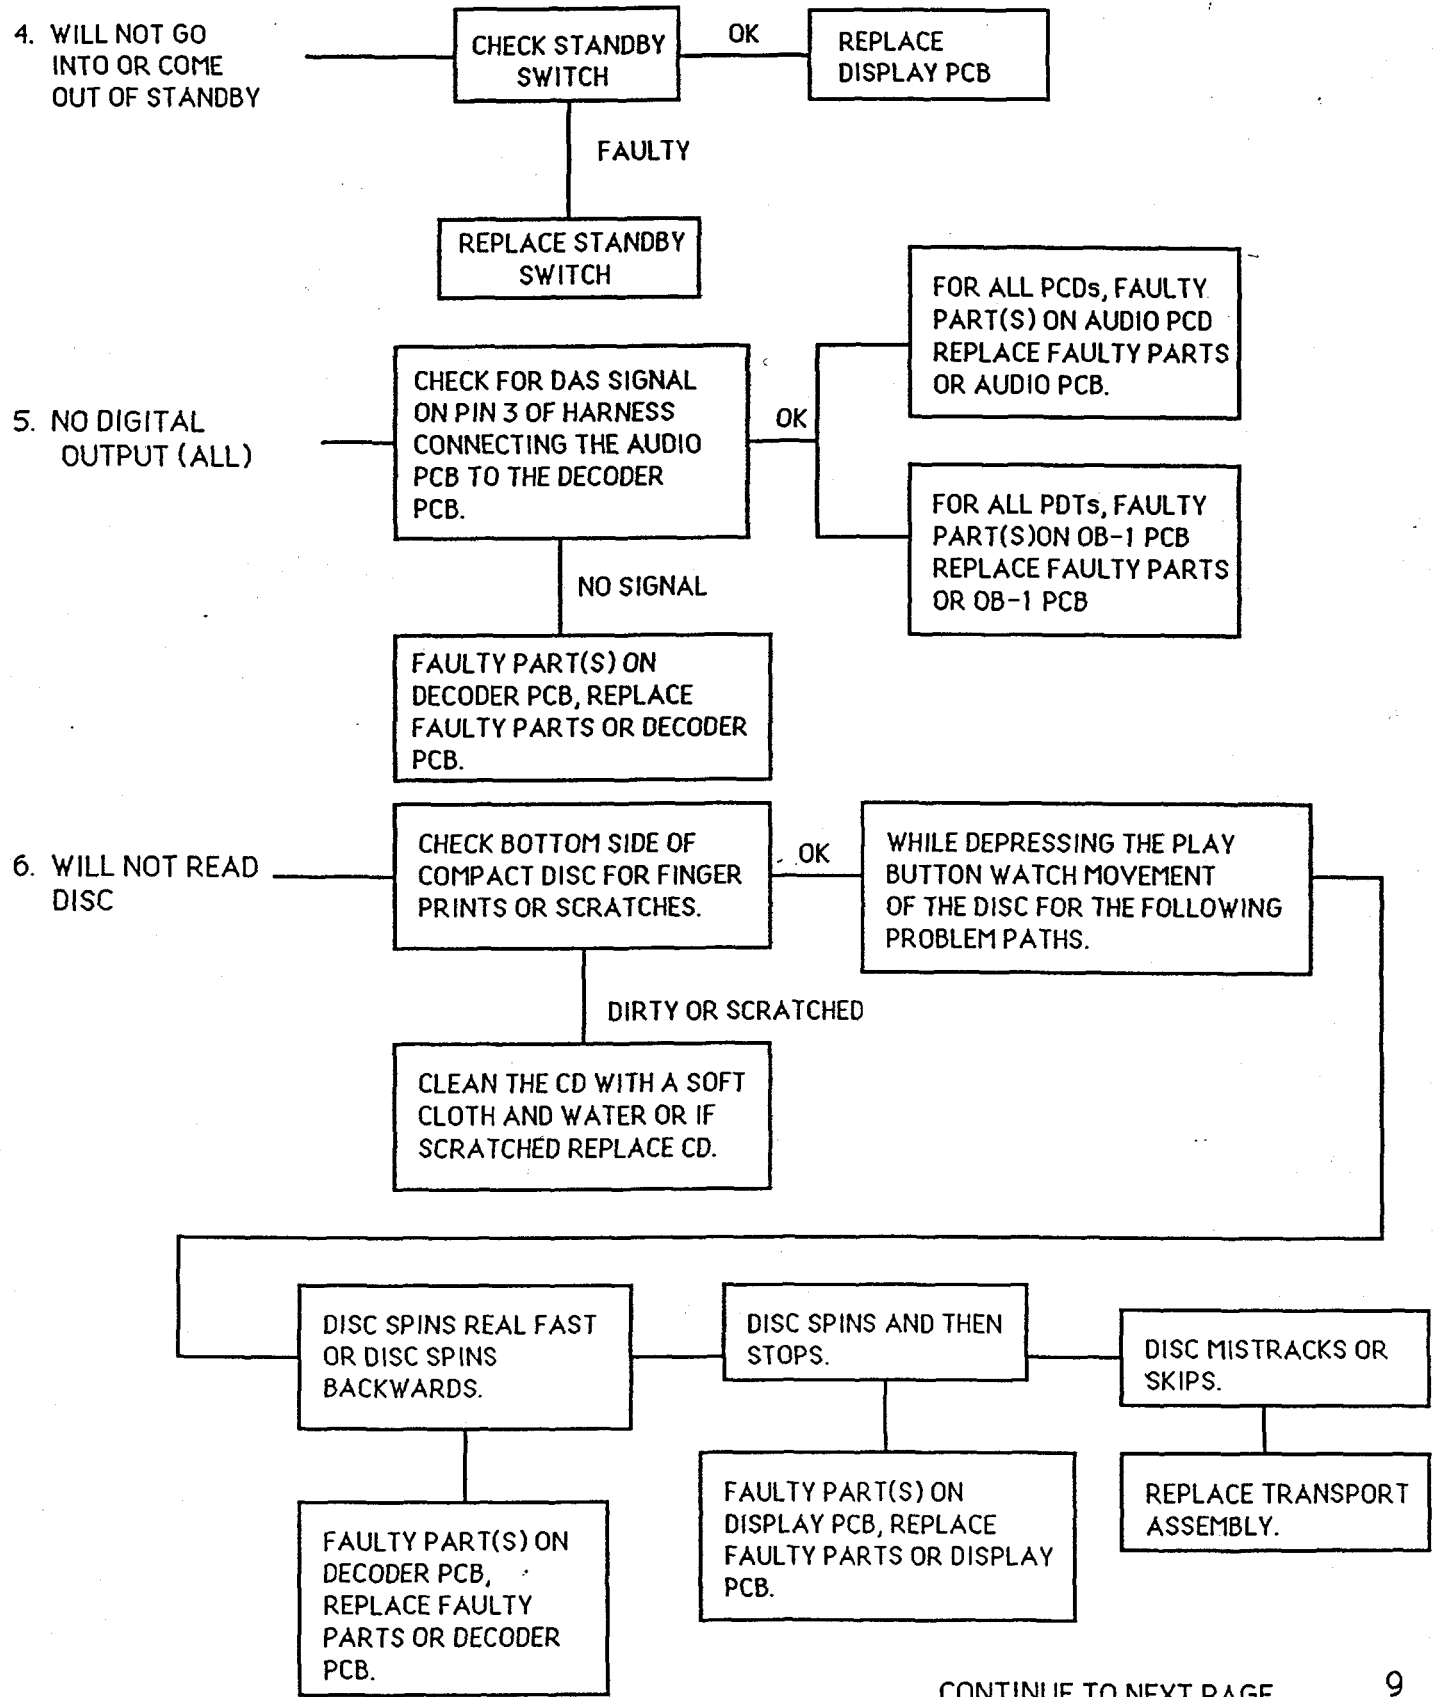 4. WILL NOT GO
INTO OR COME
OUT OF STANDBY
CHECK STANDBY
SWITCH
OK
REPLACE
DISPLAY PCB
FAULTY
REPLACE STANDBY
SWITCH
5. NO DIGITAL
OUTPUT (ALL)
CHECK FOR DAS SIGNAL
ON PIN 3 OF HARNESS
CONNECTING THE AUDIO
PCB TO THE DECODER
PCB.
OK
FOR ALL PCDs, FAULTY
PART(S) ON AUDIO PCD
REPLACE FAULTY PARTS
OR AUDIO PCB.
FOR ALL PDTs, FAULTY
PART(S)ON OB-1 PCB
REPLACE FAULTY PARTS
OR OB-1 PCB
NO SIGNAL
FAULTY PART(S) ON
DECODER PCB, REPLACE
FAULTY PARTS OR DECODER
PCB.
6. WILL NOT READ
DISC
CHECK BOTTOM SIDE OF
COMPACT DISC FOR FINGER
PRINTS OR SCRATCHES.
OK
WHILE DEPRESSING THE PLAY
BUTTON WATCH MOVEMENT
OF THE DISC FOR THE FOLLOWING
PROBLEM PATHS.
DIRTY OR SCRATCHED
CLEAN THE CD WITH A SOFT
CLOTH AND WATER OR IF
SCRATCHED REPLACE CD.
DISC SPINS REAL FAST
OR DISC SPINS
BACKWARDS.
DISC SPINS AND THEN
STOPS.
DISC MISTRACKS OR
SKIPS.
FAULTY PART(S) ON
DECODER PCB,
REPLACE FAULTY
PARTS OR DECODER
PCB.
FAULTY PART(S) ON
DISPLAY PCB, REPLACE
FAULTY PARTS OR DISPLAY
PCB.
REPLACE TRANSPORT
ASSEMBLY.
CONTINUE TO NEXT PAGE
9